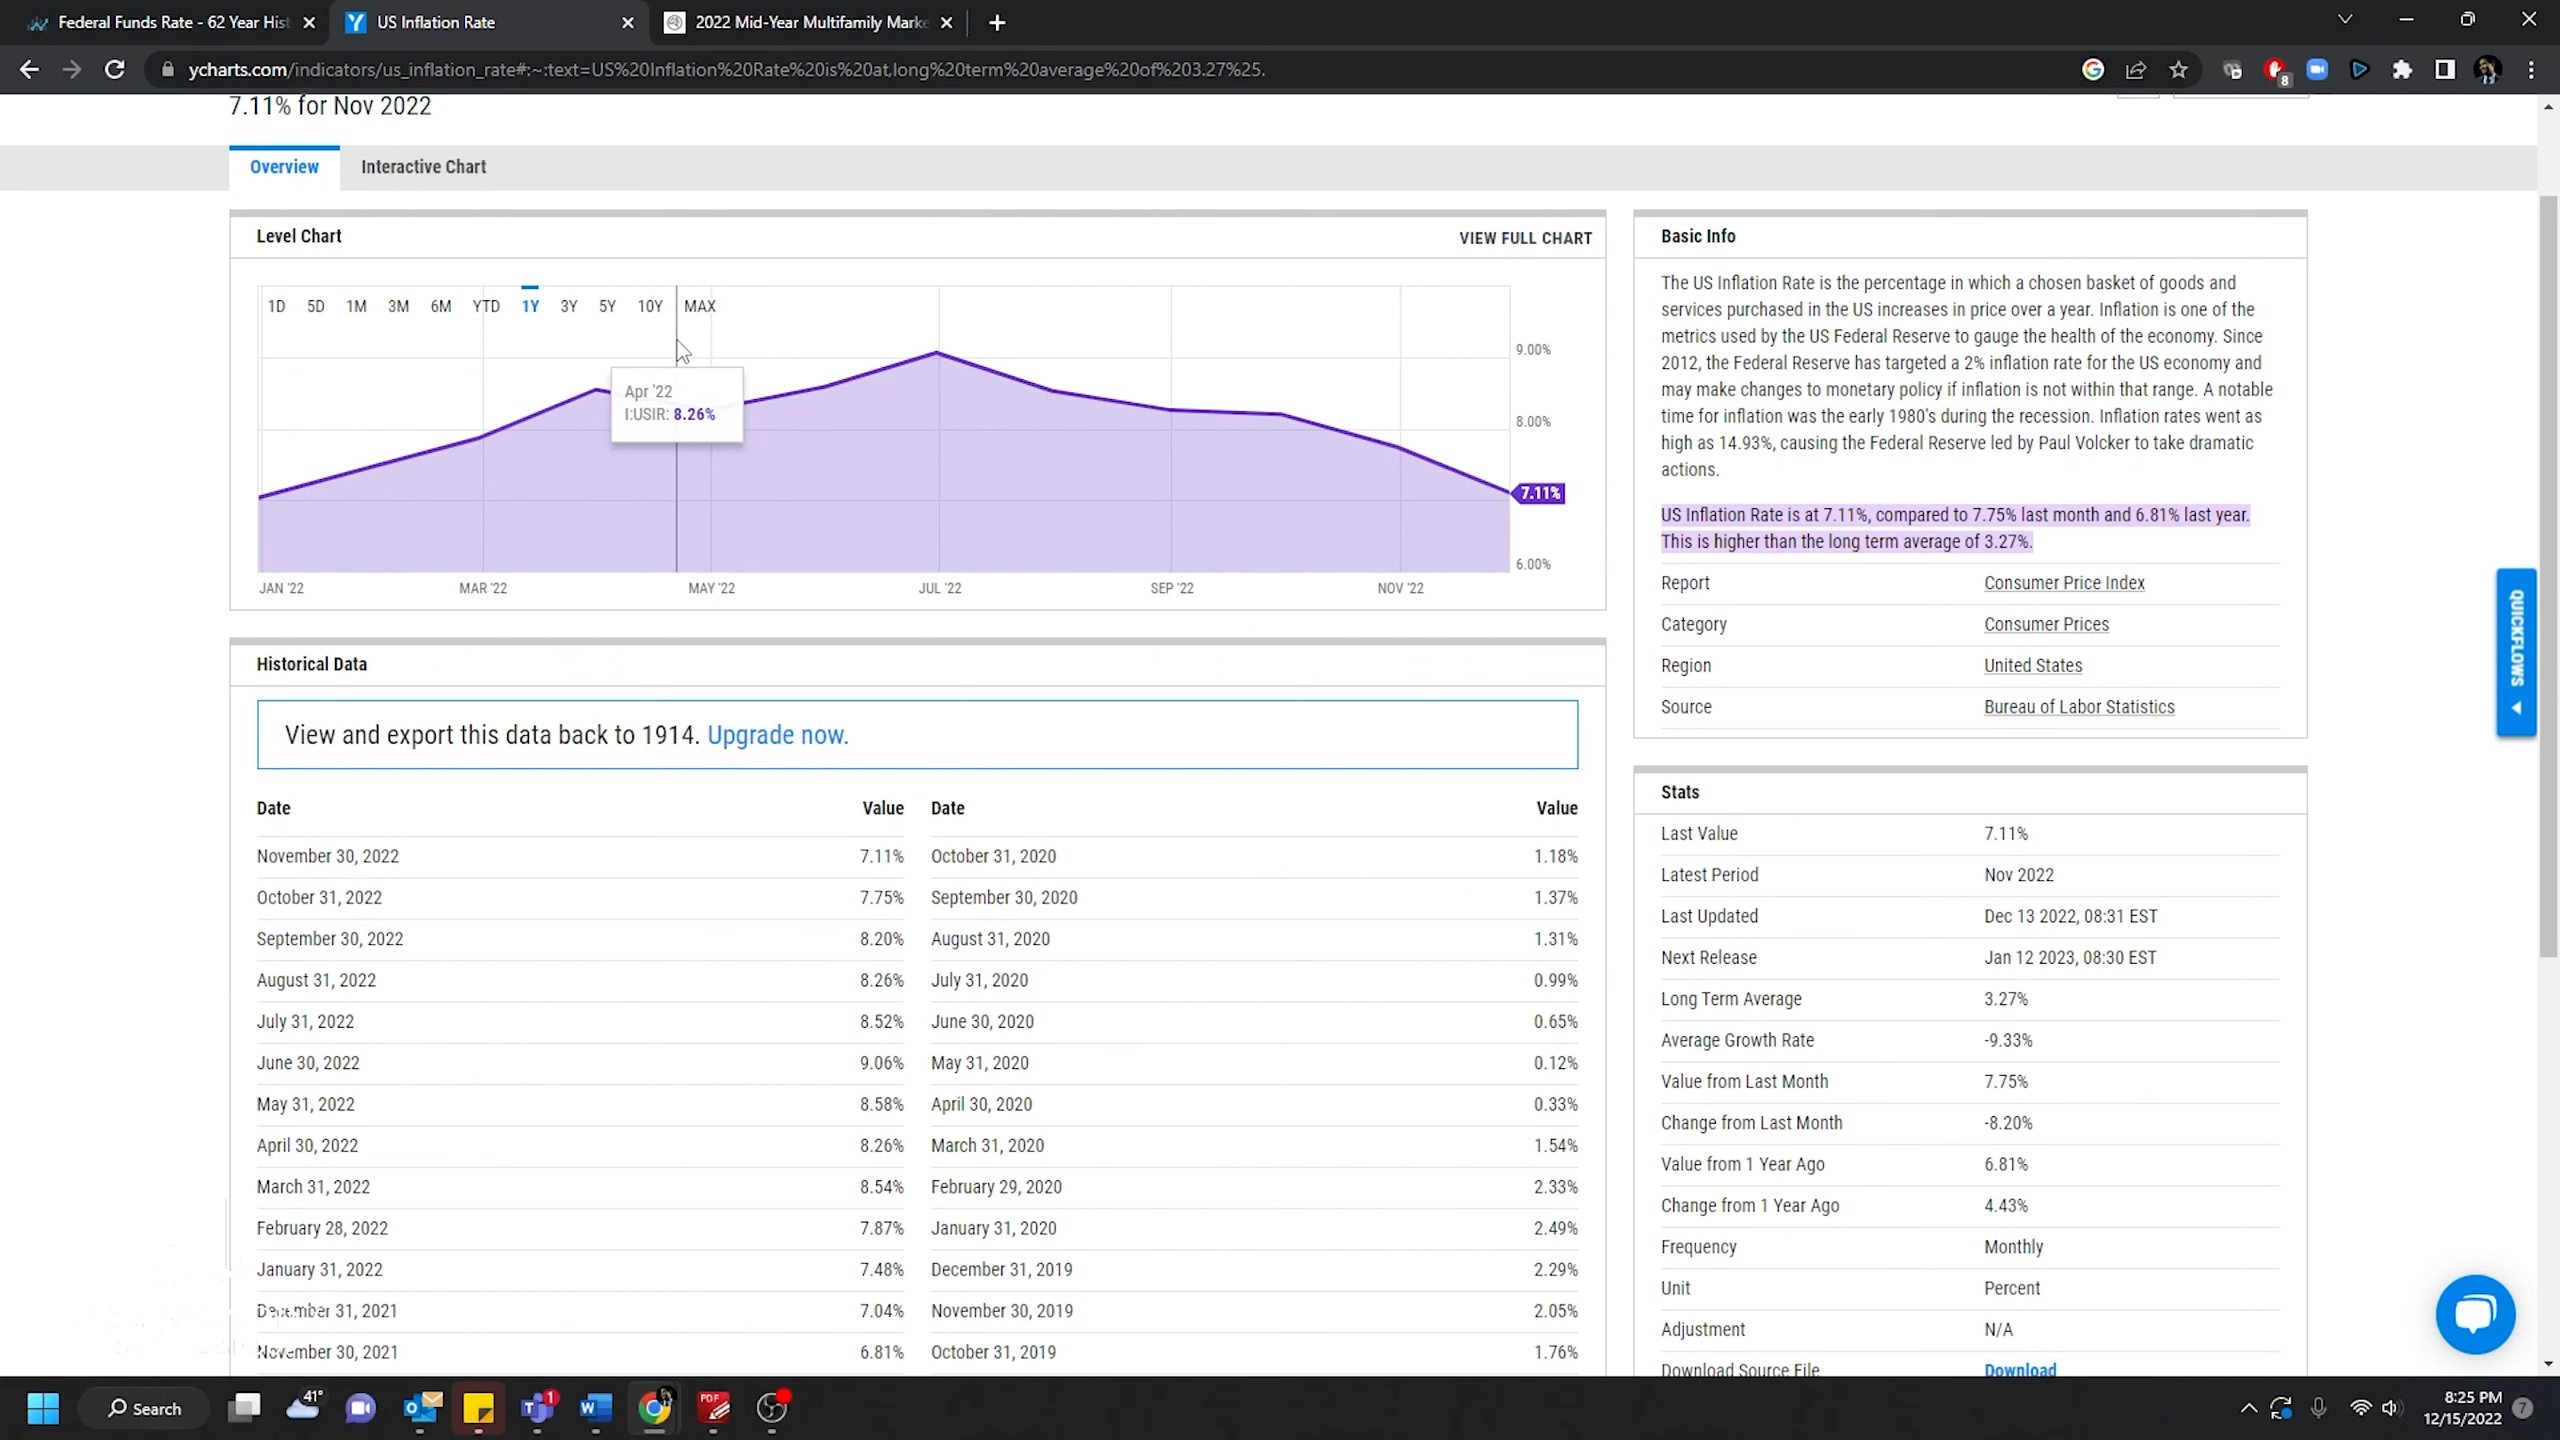 Federal Funds Rate - 62 Year Hist
US Inflation Rate
2022 Mid-Year Multifamily Marke
ycharts.com/indicators/us_inflation_rate#:~:text=US%20Inflation%20Rate%20is%20at,long%20term%20average%20of%203.27%25.
8
7.11% for Nov 2022
Overview
Interactive Chart
Level Chart
VIEW FULL CHART
1D 5D 1M 3M 6M YTD 1Y 3Y 5Y 10Y MAX
Apr '22
I:USIR: 8.26%
9.00%
8.00%
7.11%
6.00%
JAN '22 MAR '22 MAY '22 JUL '22 SEP '22 NOV '22
Historical Data
View and export this data back to 1914. Upgrade now.
Date Value Date Value
November 30, 2022 7.11% October 31, 2020 1.18%
October 31, 2022 7.75% September 30, 2020 1.37%
September 30, 2022 8.20% August 31, 2020 1.31%
August 31, 2022 8.26% July 31, 2020 0.99%
July 31, 2022 8.52% June 30, 2020 0.65%
June 30, 2022 9.06% May 31, 2020 0.12%
May 31, 2022 8.58% April 30, 2020 0.33%
April 30, 2022 8.26% March 31, 2020 1.54%
March 31, 2022 8.54% February 29, 2020 2.33%
February 28, 2022 7.87% January 31, 2020 2.49%
January 31, 2022 7.48% December 31, 2019 2.29%
December 31, 2021 7.04% November 30, 2019 2.05%
November 30, 2021 6.81% October 31, 2019 1.76%
Basic Info
The US Inflation Rate is the percentage in which a chosen basket of goods and
services purchased in the US increases in price over a year. Inflation is one of the
metrics used by the US Federal Reserve to gauge the health of the economy. Since
2012, the Federal Reserve has targeted a 2% inflation rate for the US economy and
may make changes to monetary policy if inflation is not within that range. A notable
time for inflation was the early 1980's during the recession. Inflation rates went as
high as 14.93%, causing the Federal Reserve led by Paul Volcker to take dramatic
actions.
US Inflation Rate is at 7.11%, compared to 7.75% last month and 6.81% last year.
This is higher than the long term average of 3.27%.
Report Consumer Price Index
Category Consumer Prices
Region United States
Source Bureau of Labor Statistics
Stats
Last Value 7.11%
Latest Period Nov 2022
Last Updated Dec 13 2022, 08:31 EST
Next Release Jan 12 2023, 08:30 EST
Long Term Average 3.27%
Average Growth Rate -9.33%
Value from Last Month 7.75%
Change from Last Month -8.20%
Value from 1 Year Ago 6.81%
Change from 1 Year Ago 4.43%
Frequency Monthly
Unit Percent
Adjustment N/A
Download Source File Download
QUICKFLOWS
Search
41°
1
PDF
8:25 PM
12/15/2022
7